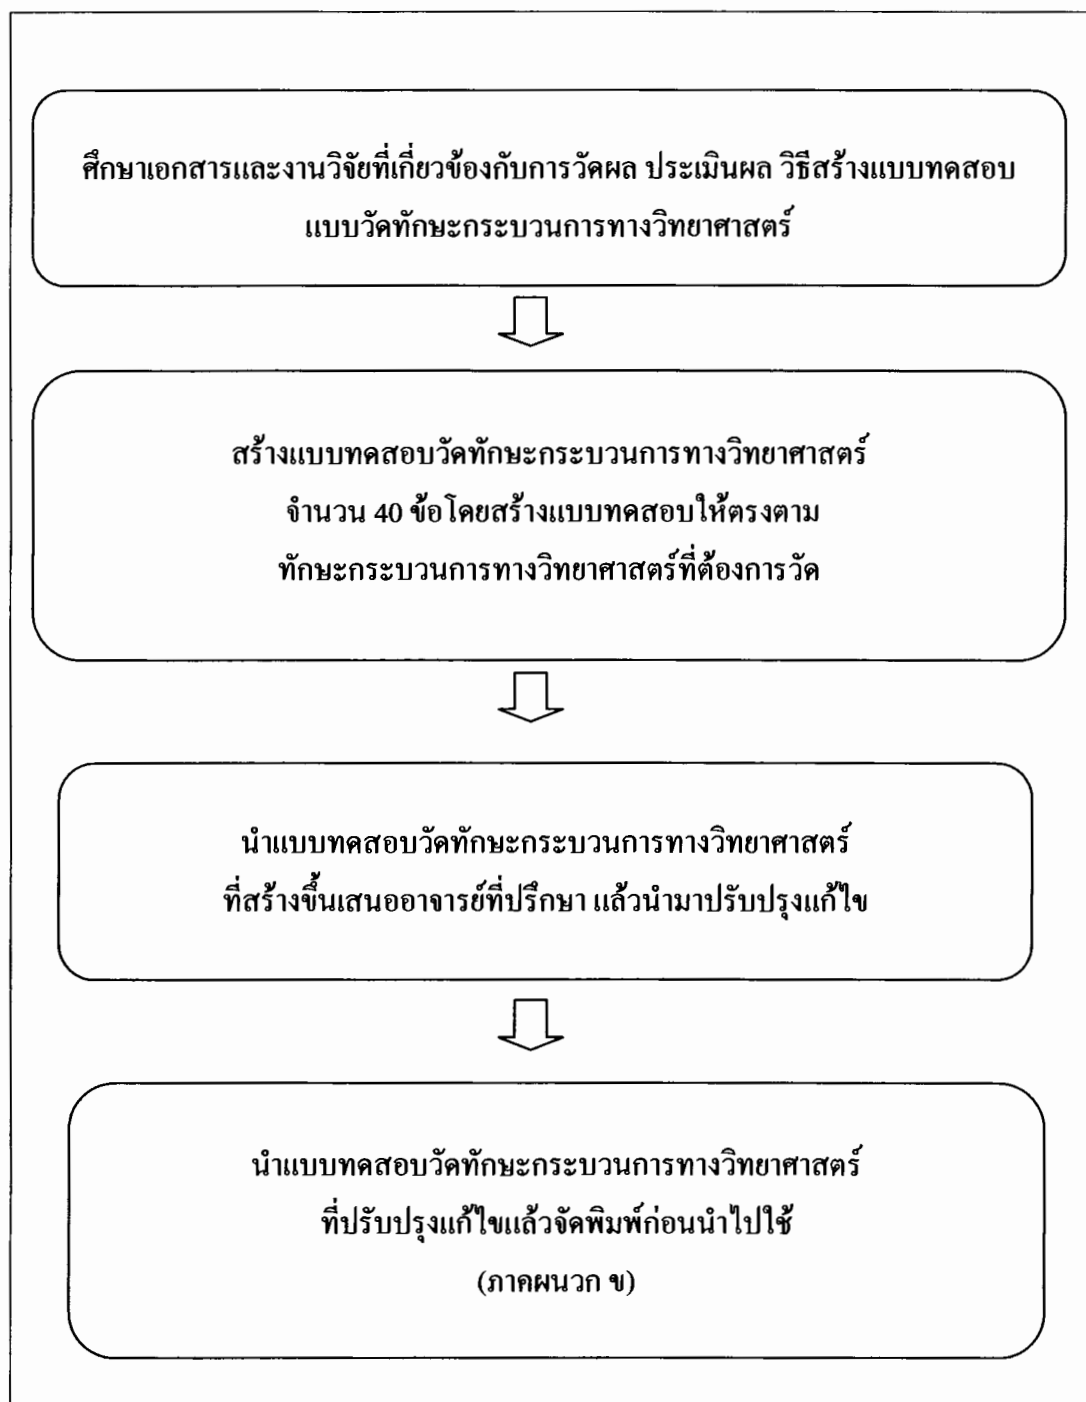 ศึกษาเอกสารและงานวิจัยที่เกี่ยวข้องกับการวัดผล ประเมินผล วิธีสร้างแบบทดสอบ
แบบวัดทักษะกระบวนการทางวิทยาศาสตร์
สร้างแบบทดสอบวัดทักษะกระบวนการทางวิทยาศาสตร์
จำนวน 40 ข้อโดยสร้างแบบทดสอบให้ตรงตาม
ทักษะกระบวนการทางวิทยาศาสตร์ที่ต้องการวัด
นำแบบทดสอบวัดทักษะกระบวนการทางวิทยาศาสตร์
ที่สร้างขึ้นเสนออาจารย์ที่ปรึกษา แล้วนำมาปรับปรุงแก้ไข
นำแบบทดสอบวัดทักษะกระบวนการทางวิทยาศาสตร์
ที่ปรับปรุงแก้ไขแล้วจัดพิมพ์ก่อนนำไปใช้
(ภาคผนวก ข)